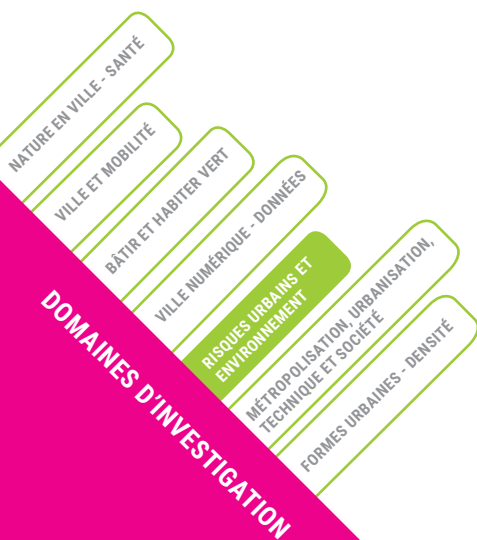 NATURE EN VILLE - SANTÉ
VILLE ET MOBILITÉ
BÂTIR ET HABITER VERT
VILLE NUMÉRIQUE - DONNÉES
RISQUES URBAINS ET
ENVIRONNEMENT
MÉTROPOLISATION, URBANISATION,
TECHNIQUE ET SOCIÉTÉ
FORMES URBAINES - DENSITÉ
DOMAINES D'INVESTIGATION